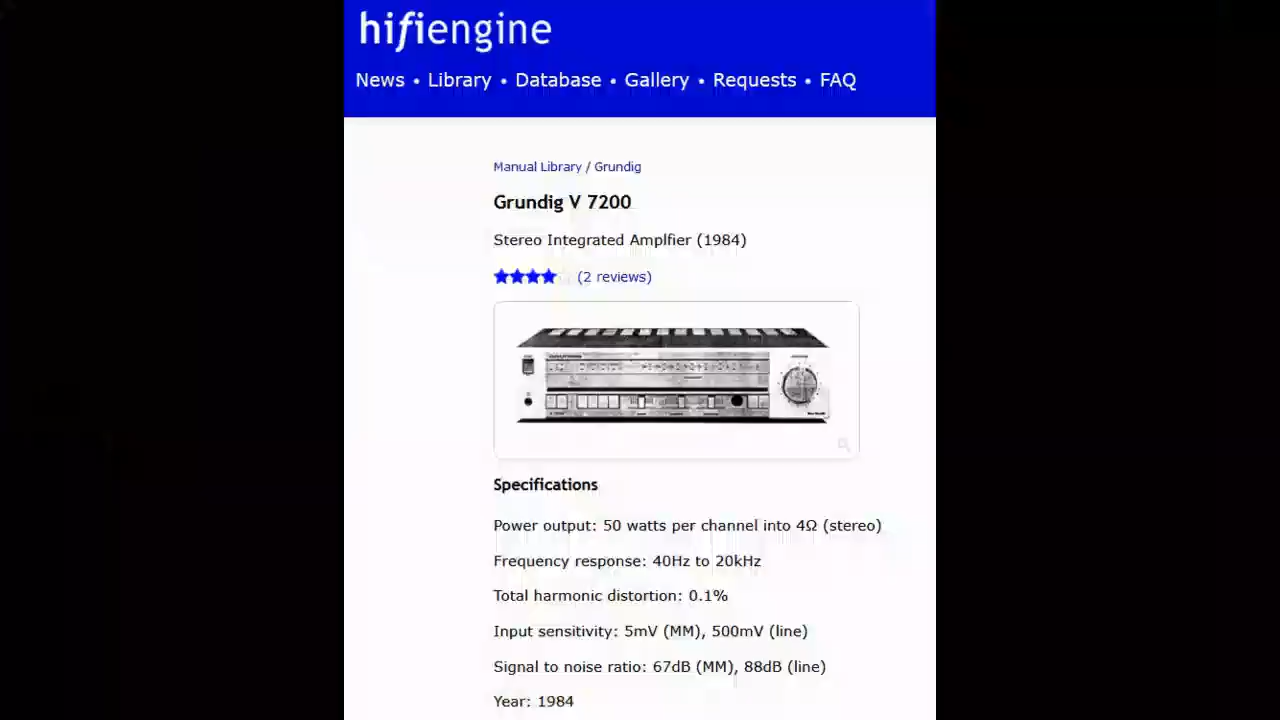 hifiengine
News • Library • Database • Gallery • Requests • FAQ
Manual Library / Grundig
Grundig V 7200
Stereo Integrated Amplfier (1984)
(2 reviews)
Specifications
Power output: 50 watts per channel into 4Ω (stereo)
Frequency response: 40Hz to 20kHz
Total harmonic distortion: 0.1%
Input sensitivity: 5mV (MM), 500mV (line)
Signal to noise ratio: 67dB (MM), 88dB (line)
Year: 1984